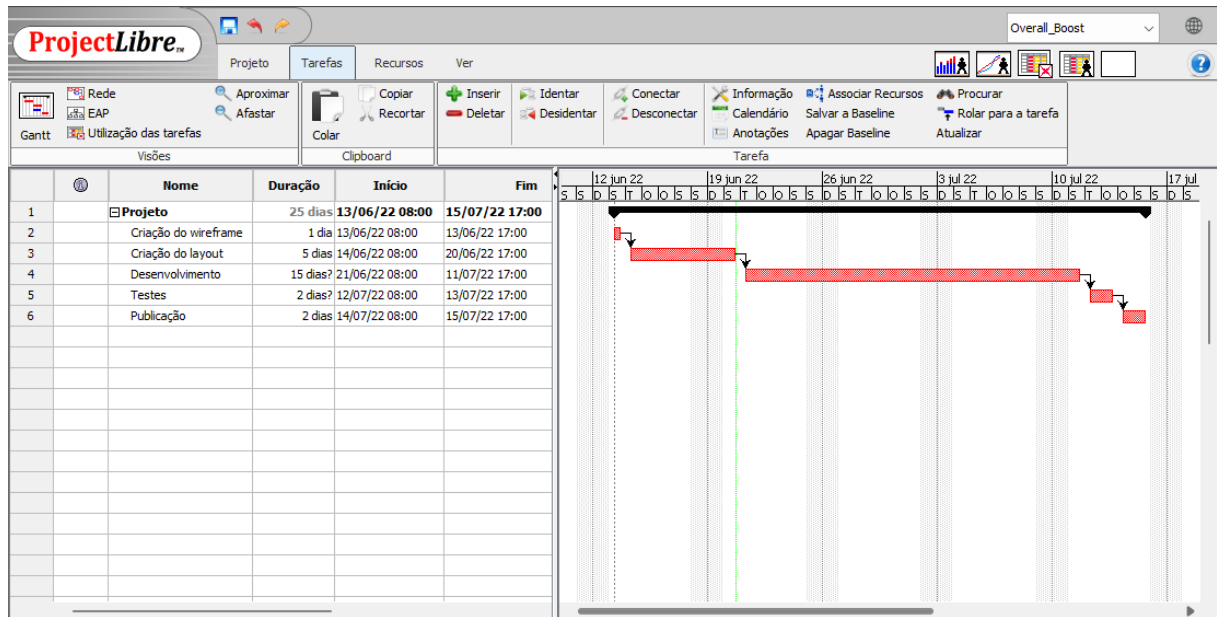 ProjectLibre™
Overall_Boost
Projeto Tarefas Recursos Ver
Gantt
Rede
EAP
Utilização das tarefas
Aproximar
Afastar
Visões
Colar
Copiar
Recortar
Clipboard
Inserir
Deletar
Identar
Desidentar
Conectar
Desconectar
Informação
Calendário
Anotações
Associar Recursos
Salvar a Baseline
Apagar Baseline
Procurar
Rolar para a tarefa
Atualizar
Tarefa
Nome Duração Início Fim
12 jun 22 19 jun 22 26 jun 22 3 jul 22 10 jul 22 17 jul
S S D S T O O S S D S T O O S S D S T O O S S D S T O O S S D S T O O S S D S
1 Projeto 25 dias 13/06/22 08:00 15/07/22 17:00
2 Criação do wireframe 1 dia 13/06/22 08:00 13/06/22 17:00
3 Criação do layout 5 dias 14/06/22 08:00 20/06/22 17:00
4 Desenvolvimento 15 dias? 21/06/22 08:00 11/07/22 17:00
5 Testes 2 dias? 12/07/22 08:00 13/07/22 17:00
6 Publicação 2 dias 14/07/22 08:00 15/07/22 17:00